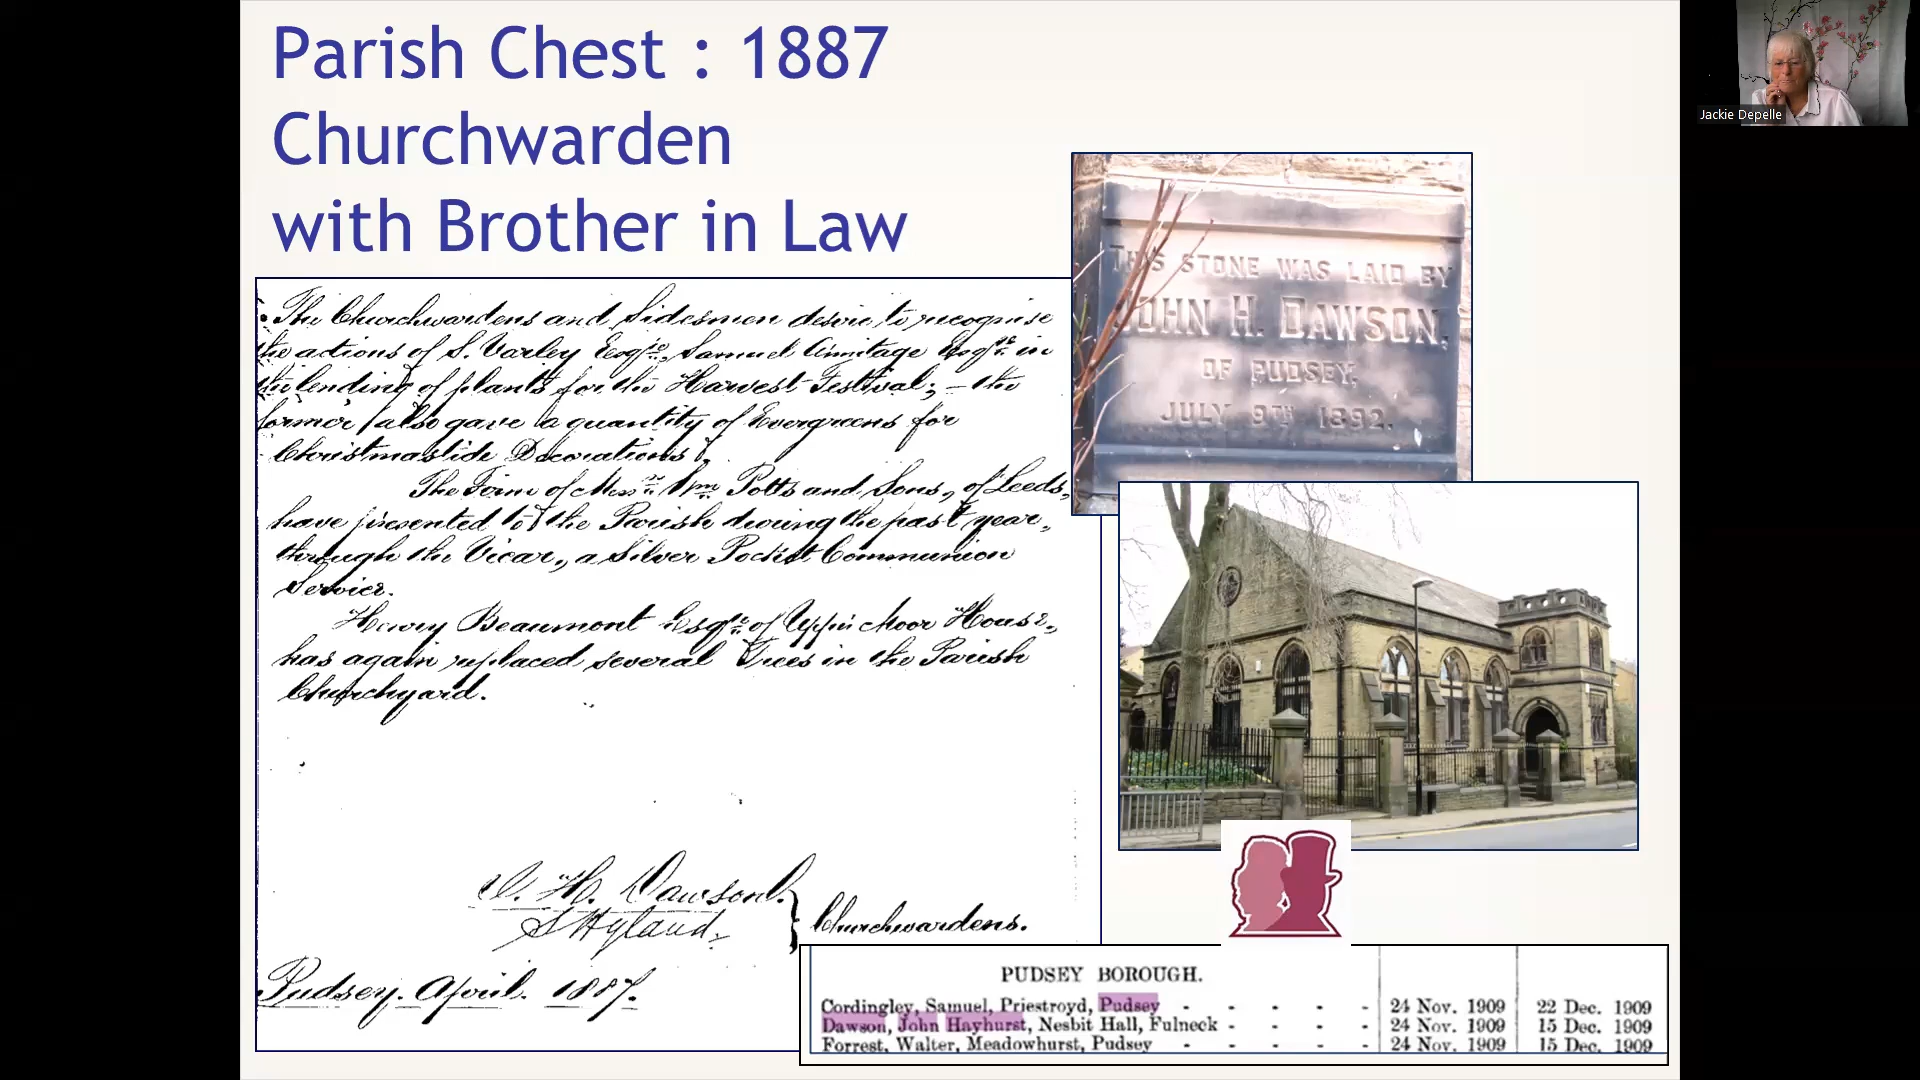 Parish Chest : 1887
Churchwarden
with Brother in Law
Jackie Depelle
The Churchwardens and Sidesmen desire to recognise
the actions of S. Varley Esqre, Samuel Armitage Esqre in
the lending of plants for the Harvest Festival; — the
former also gave a quantity of Evergreens for
Christmastide Decorations.
The Firm of Messrs Wm Potts and Sons, of Leeds,
have presented to the Parish during the past year,
through the Vicar, a Silver Pocket Communion
Service.
Henry Beaumont Esqre of Upper Moor House,
has again replaced several Trees in the Parish
Churchyard.
J. H. Dawson.
S Hyland.
Churchwardens.
Pudsey. April. 1887.
THIS STONE WAS LAID BY
JOHN H. DAWSON,
OF PUDSEY,
JULY 9TH 1892.
PUDSEY BOROUGH.
Cordingley, Samuel, Priestroyd, Pudsey - - - - - 24 Nov. 1909 22 Dec. 1909
Dawson, John Hayhurst, Nesbit Hall, Fulneck - - - - 24 Nov. 1909 15 Dec. 1909
Forrest, Walter, Meadowhurst, Pudsey - - - - - 24 Nov. 1909 15 Dec. 1909